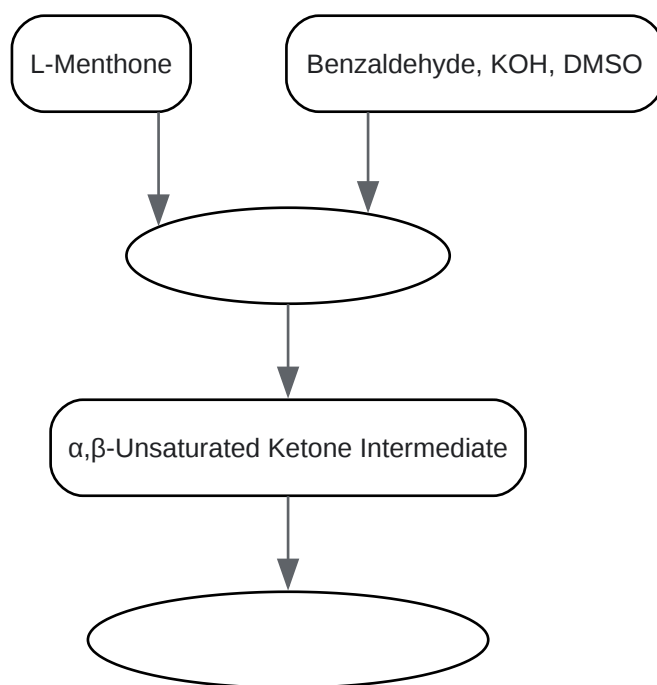 L-Menthone
Benzaldehyde, KOH, DMSO
α,β-Unsaturated Ketone Intermediate